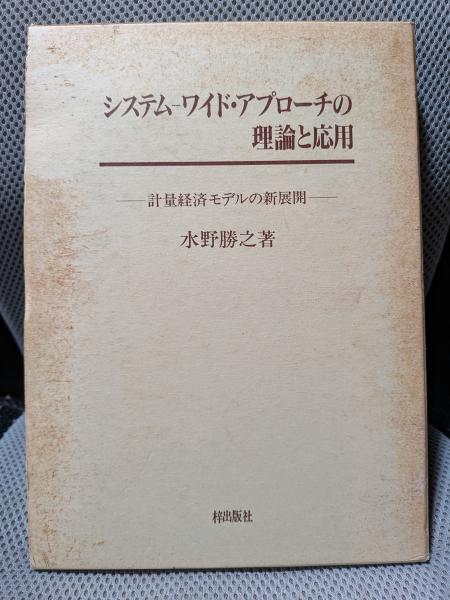 システム-ワイド・アプローチの
理論と応用
―計量経済モデルの新展開―
水野勝之著
梓出版社